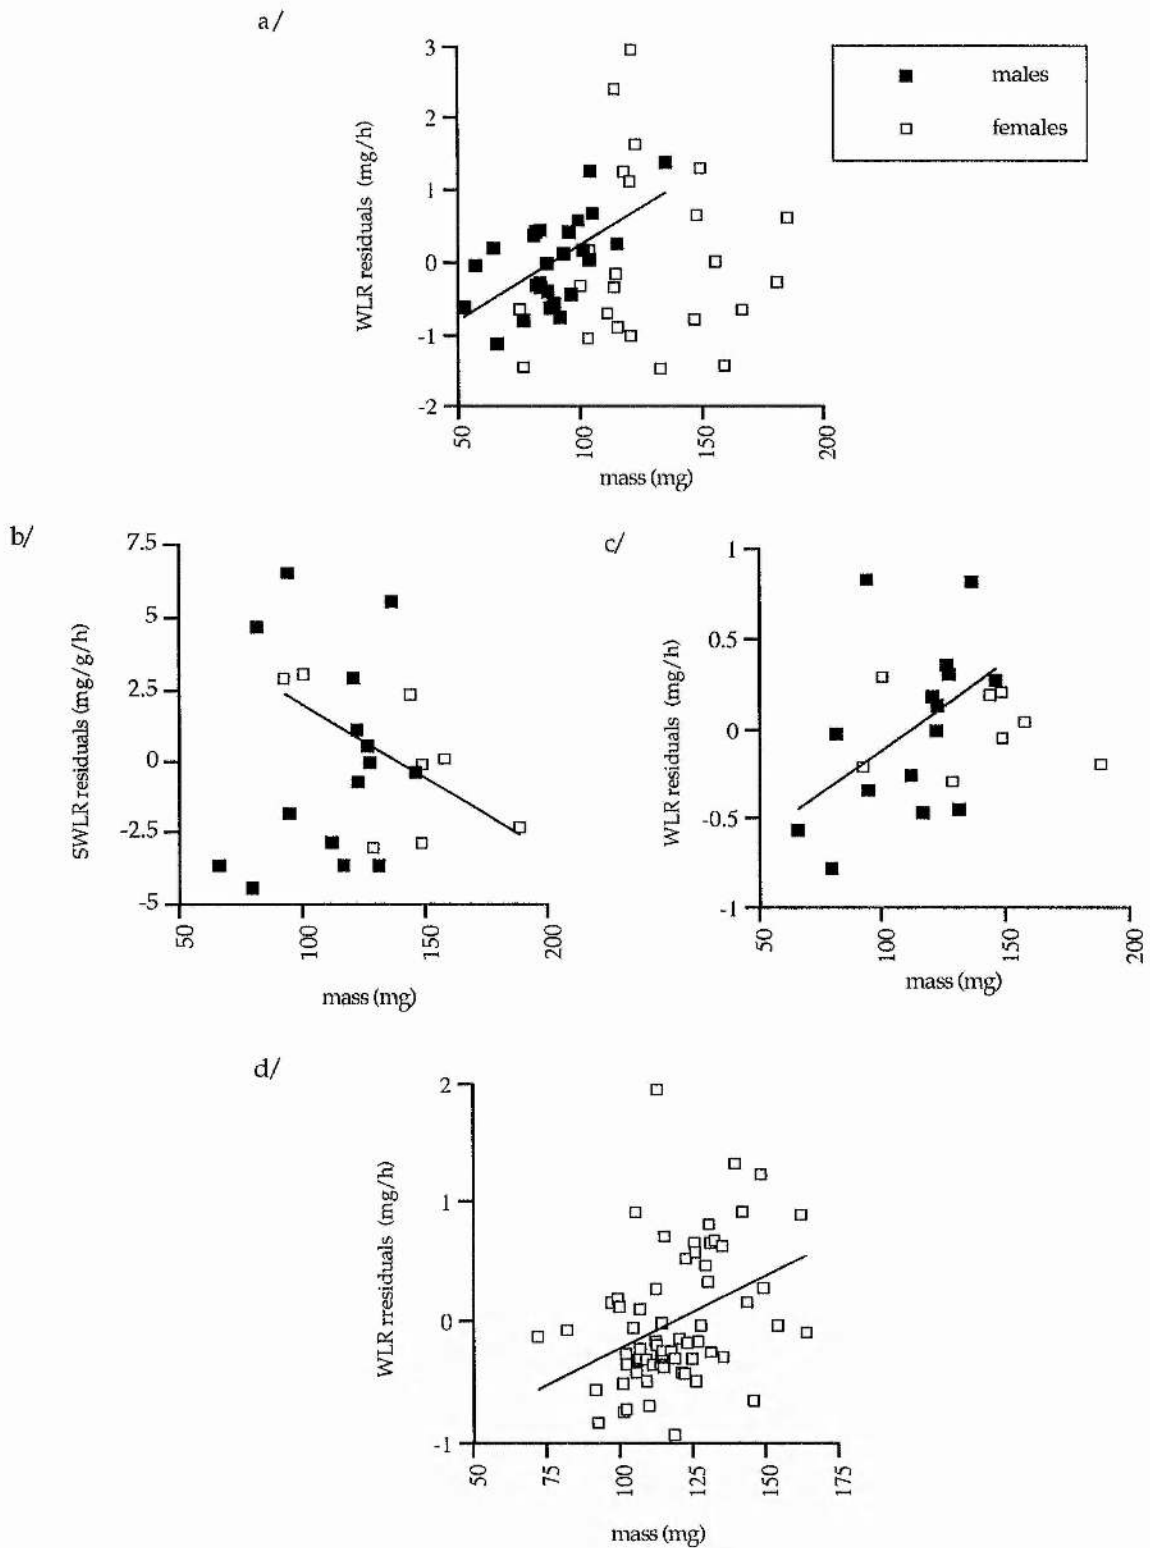 a/
3
2
1
0
-1
-2
WLR residuals (mg/h)
50
100
150
200
mass (mg)
males
females
b/
7.5
5
2.5
0
-2.5
-5
SWLR residuals (mg/g/h)
50
100
150
200
mass (mg)
c/
1
0.5
0
-0.5
-1
WLR residuals (mg/h)
50
100
150
200
mass (mg)
d/
2
1
0
-1
WLR rresiduals (mg/h)
50
75
100
125
150
175
mass (mg)